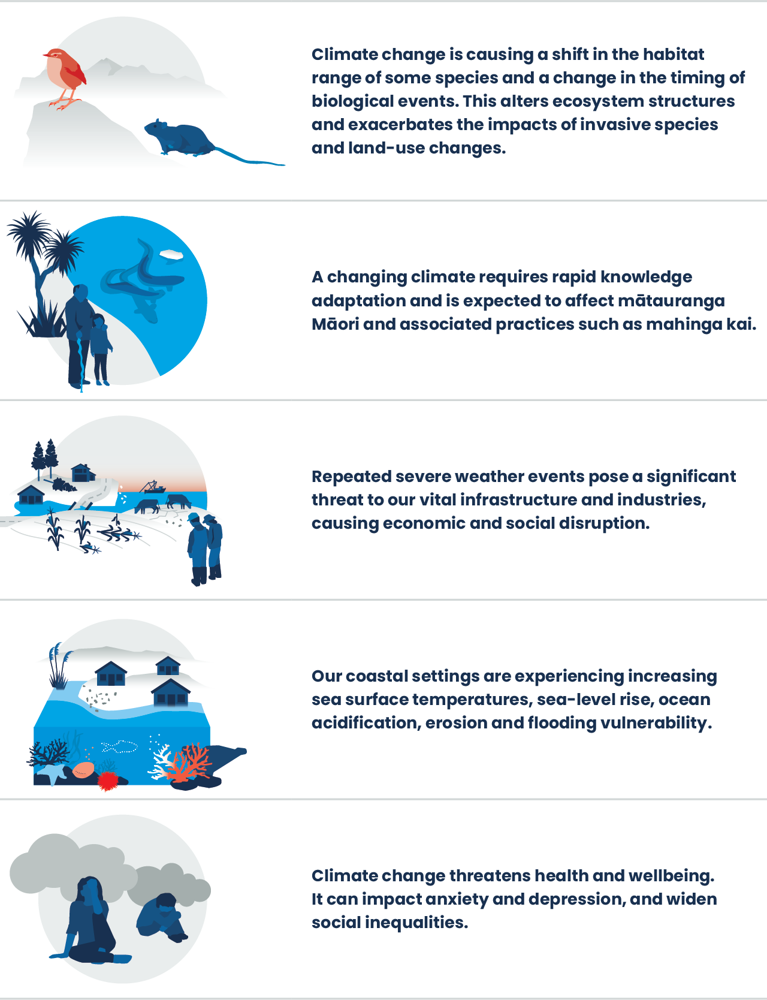 Climate change is causing a shift in the habitat
range of some species and a change in the timing of
biological events. This alters ecosystem structures
and exacerbates the impacts of invasive species
and land-use changes.
A changing climate requires rapid knowledge
adaptation and is expected to affect mātauranga
Māori and associated practices such as mahinga kai.
Repeated severe weather events pose a significant
threat to our vital infrastructure and industries,
causing economic and social disruption.
Our coastal settings are experiencing increasing
sea surface temperatures, sea-level rise, ocean
acidification, erosion and flooding vulnerability.
Climate change threatens health and wellbeing.
It can impact anxiety and depression, and widen
social inequalities.